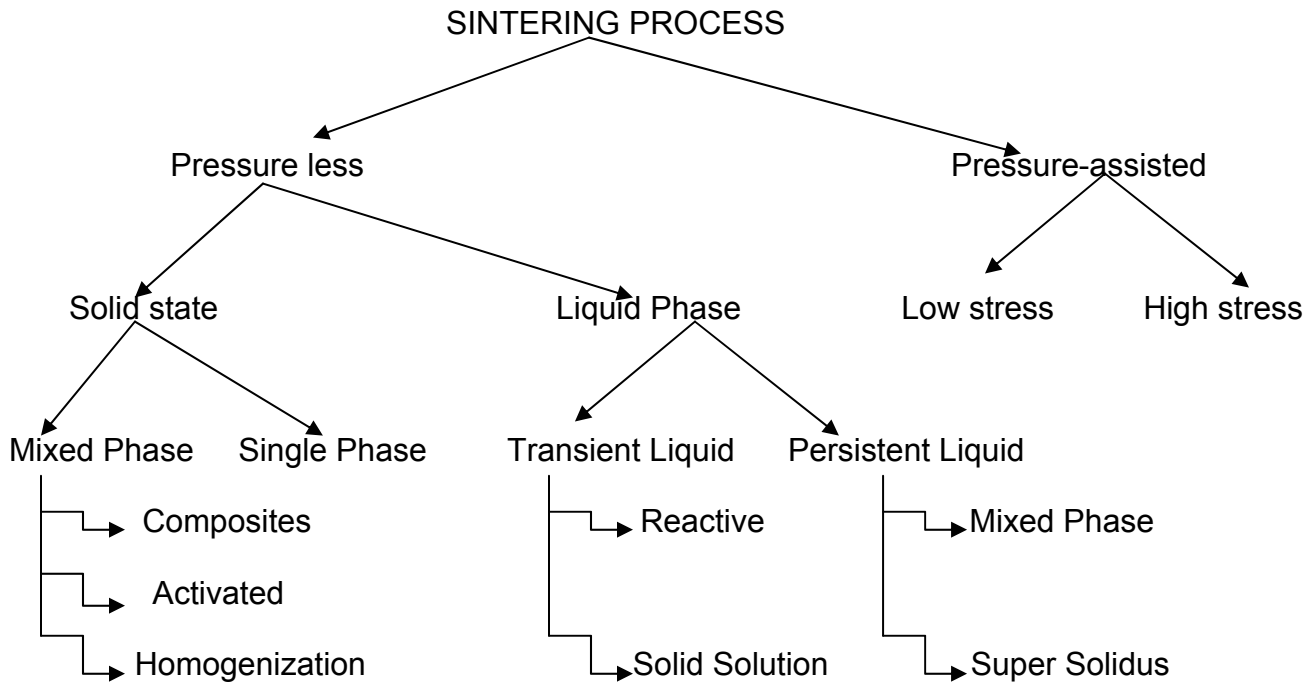 SINTERING PROCESS
Pressure less
Pressure-assisted
Solid state
Liquid Phase
Low stress
High stress
Mixed Phase
Single Phase
Transient Liquid
Persistent Liquid
Composites
Reactive
Mixed Phase
Activated
Homogenization
Solid Solution
Super Solidus